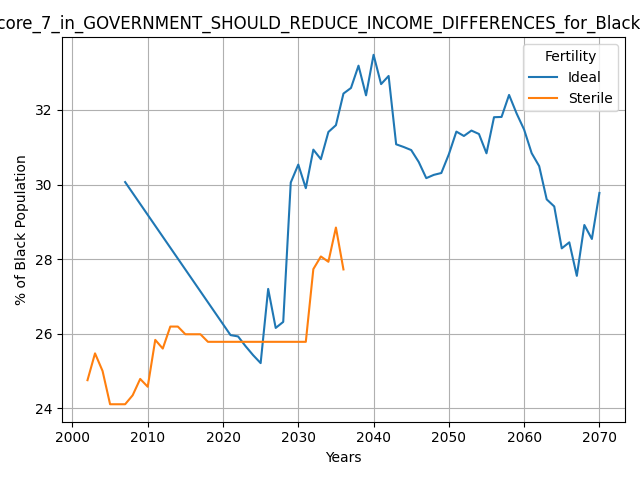 core_7_in_GOVERNMENT_SHOULD_REDUCE_INCOME_DIFFERENCES_for_Black
% of Black Population
Fertility
Ideal
Sterile
32
30
28
26
24
2000 2010 2020 2030 2040 2050 2060 2070
Years